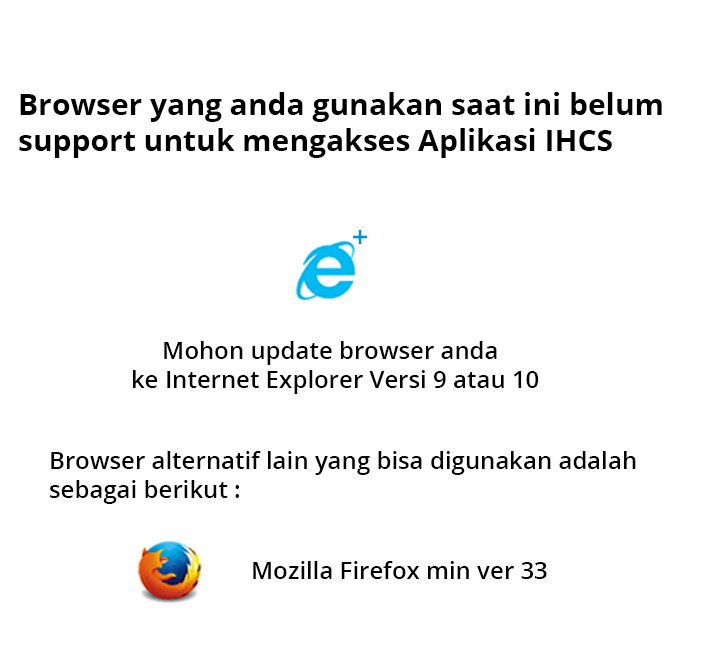 Browser yang anda gunakan saat ini belum
support untuk mengakses Aplikasi IHCS
Mohon update browser anda
ke Internet Explorer Versi 9 atau 10
Browser alternatif lain yang bisa digunakan adalah
sebagai berikut :
Mozilla Firefox min ver 33